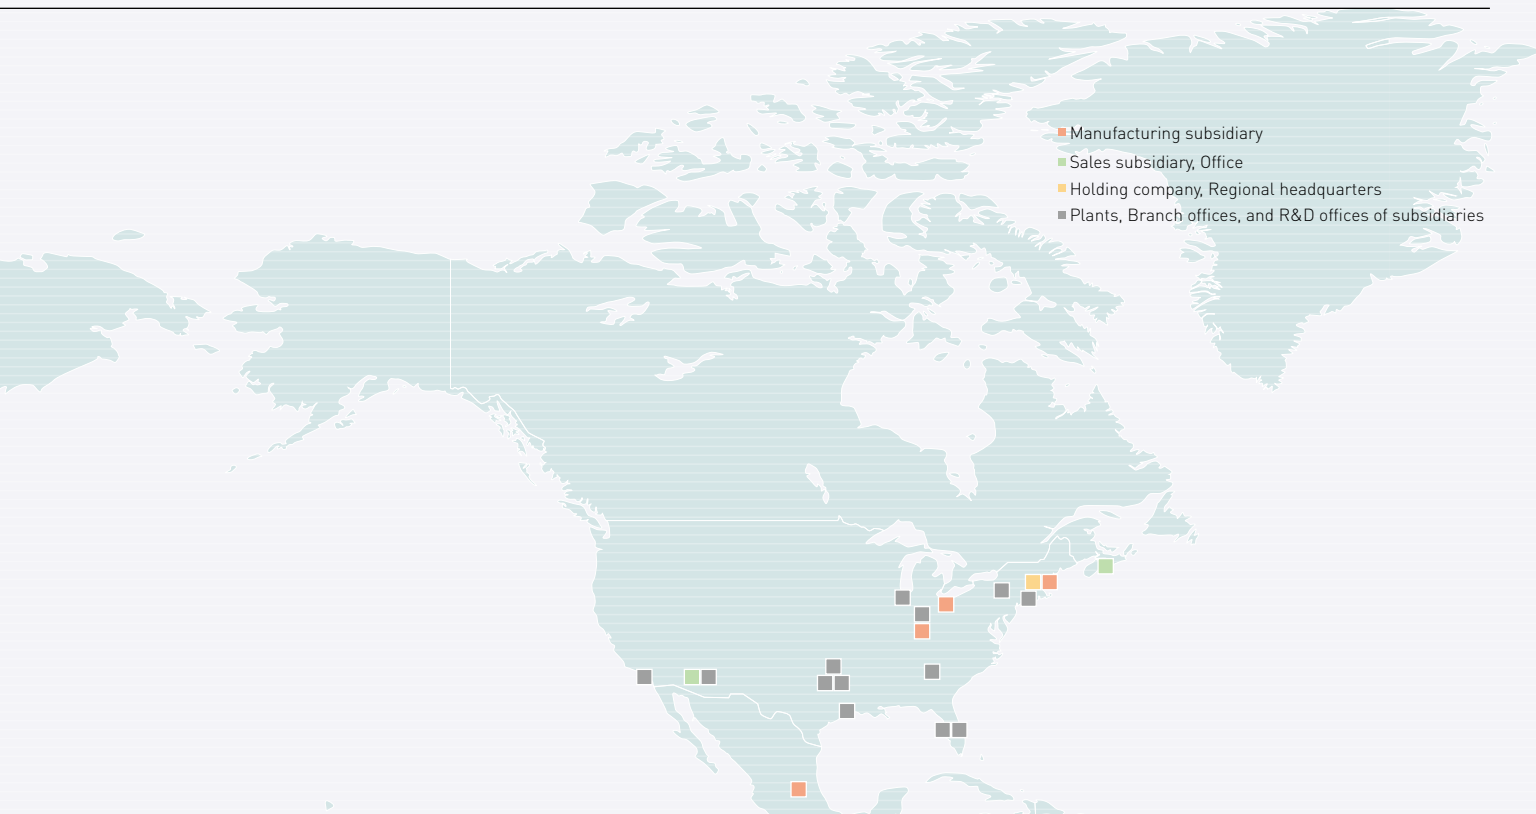 Manufacturing subsidiary
Sales subsidiary, Office
Holding company, Regional headquarters
Plants, Branch offices, and R&D offices of subsidiaries